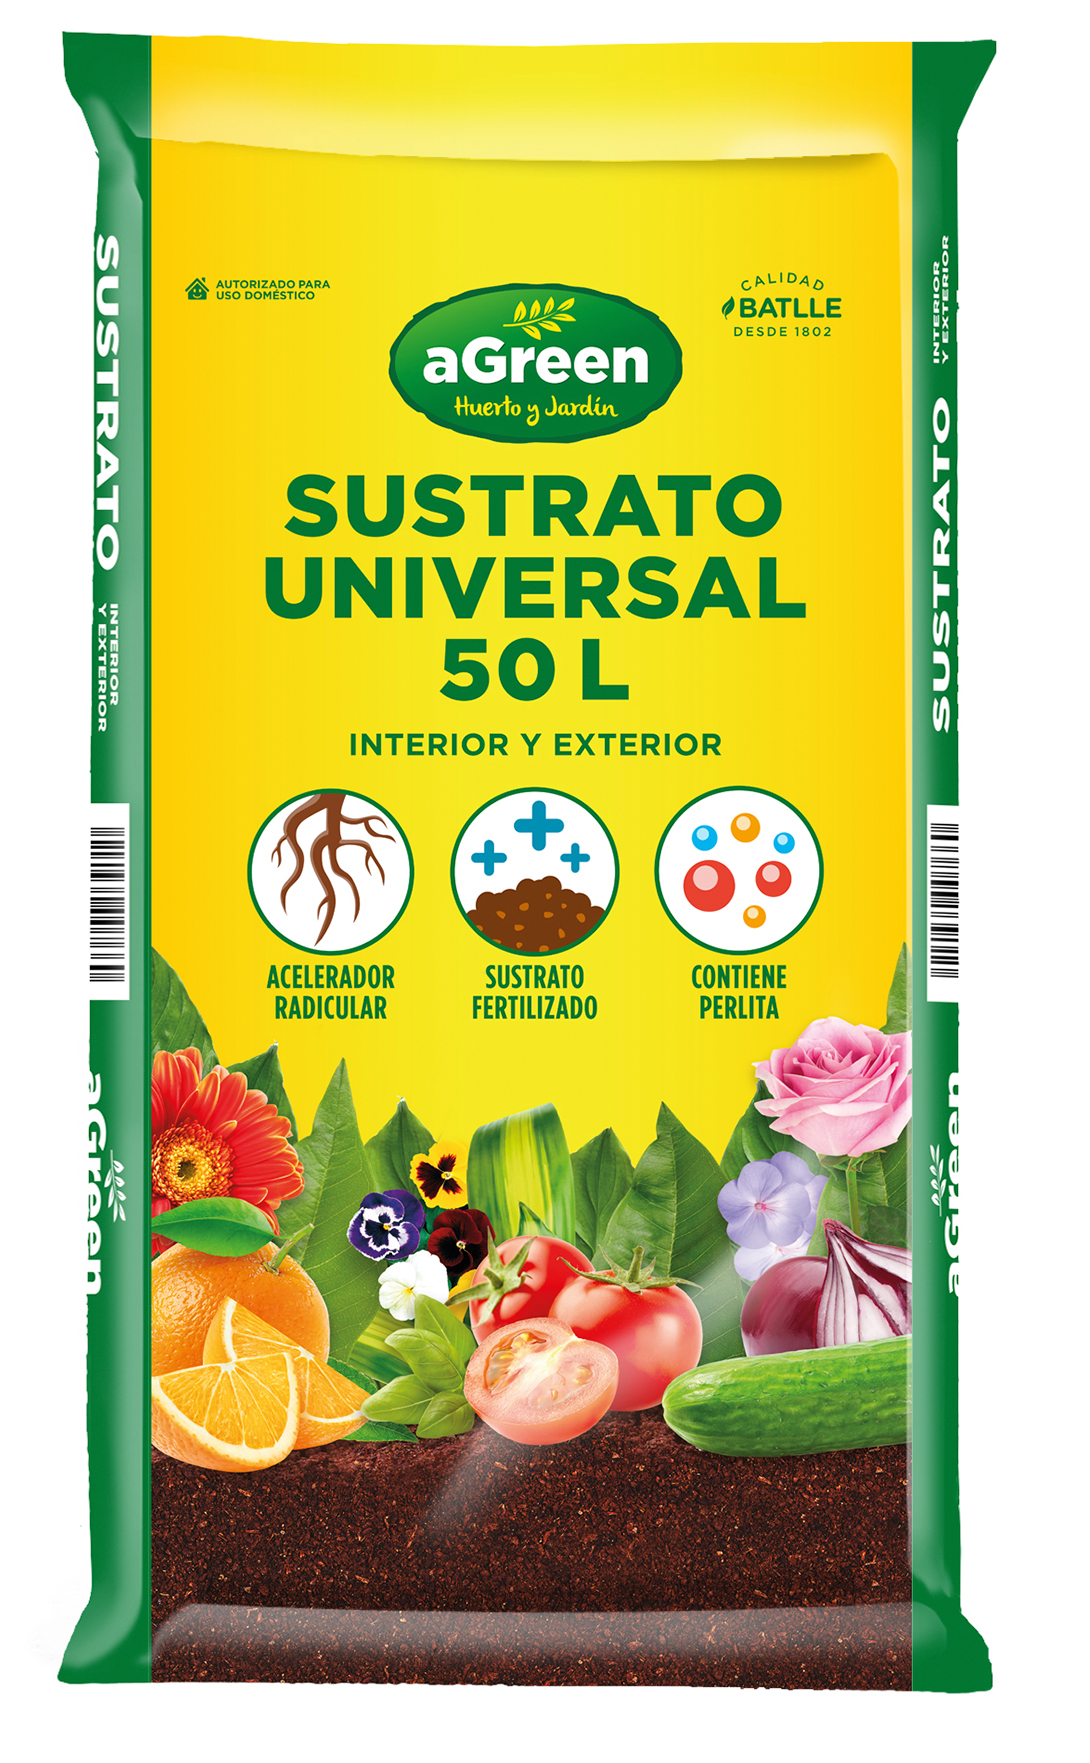 AUTORIZADO PARA
USO DOMÉSTICO
CALIDAD
BATLLE
DESDE 1802
aGreen
Huerto y Jardín
SUSTRATO
UNIVERSAL
50 L
INTERIOR Y EXTERIOR
ACELERADOR
RADICULAR
SUSTRATO
FERTILIZADO
CONTIENE
PERLITA
SUSTRATO
INTERIOR
Y EXTERIOR
aGreen
INTERIOR
Y EXTERIOR
SUSTRATO
aGreen